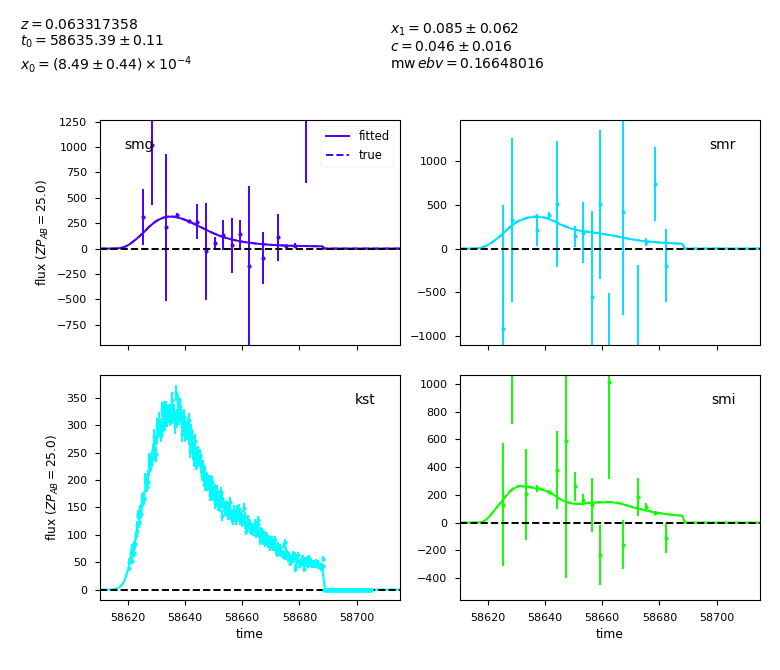 z = 0.063317358
t₀ = 58635.39 ± 0.11
x₀ = (8.49 ± 0.44) × 10⁻⁴
x₁ = 0.085 ± 0.062
c = 0.046 ± 0.016
mw ebv = 0.16648016
1250
1000
750
500
250
0
−250
−500
−750
flux (ZP_AB = 25.0)
smg
fitted
true
1000
500
0
−500
−1000
smr
350
300
250
200
150
100
50
0
flux (ZP_AB = 25.0)
kst
58620 58640 58660 58680 58700
time
1000
800
600
400
200
0
−200
−400
smi
58620 58640 58660 58680 58700
time